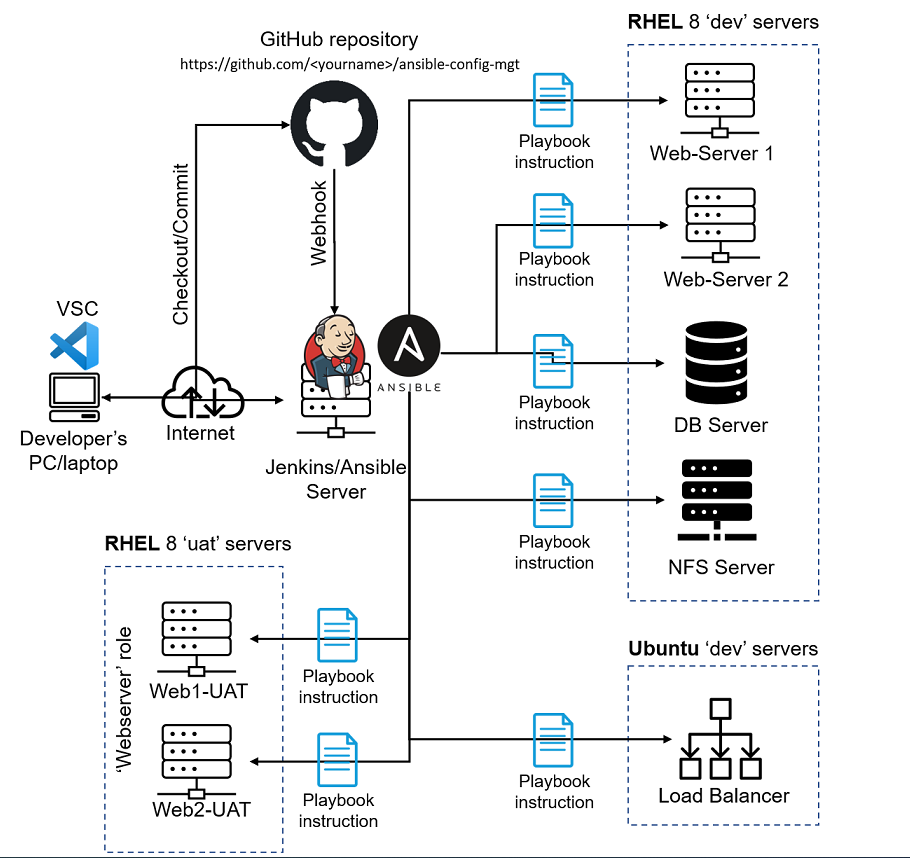 RHEL 8 ‘dev’ servers
GitHub repository
https://github.com/<yourname>/ansible-config-mgt
Playbook
instruction
Web-Server 1
Checkout/Commit
Webhook
Playbook
instruction
Web-Server 2
VSC
ANSIBLE
Playbook
instruction
DB Server
Developer’s
PC/laptop
Internet
Jenkins/Ansible
Server
Playbook
instruction
NFS Server
RHEL 8 ‘uat’ servers
‘Webserver’ role
Web1-UAT
Playbook
instruction
Web2-UAT
Playbook
instruction
Ubuntu ‘dev’ servers
Playbook
instruction
Load Balancer